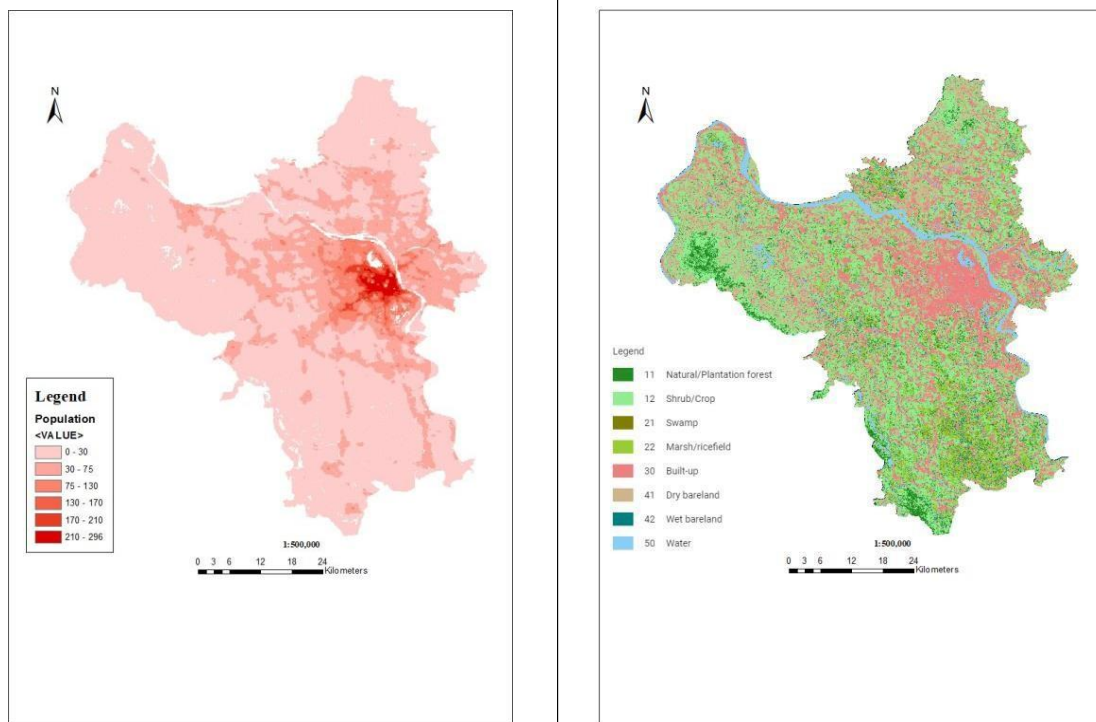 N
Legend
Population
<VALUE>
0 - 30
30 - 75
75 - 130
130 - 170
170 - 210
210 - 296
1:500,000
0 3 6 12 18 24
Kilometers
N
Legend
11 Natural/Plantation forest
12 Shrub/Crop
21 Swamp
22 Marsh/ricefield
30 Built-up
41 Dry bareland
42 Wet bareland
50 Water
1:500,000
0 3 6 12 18 24
Kilometers